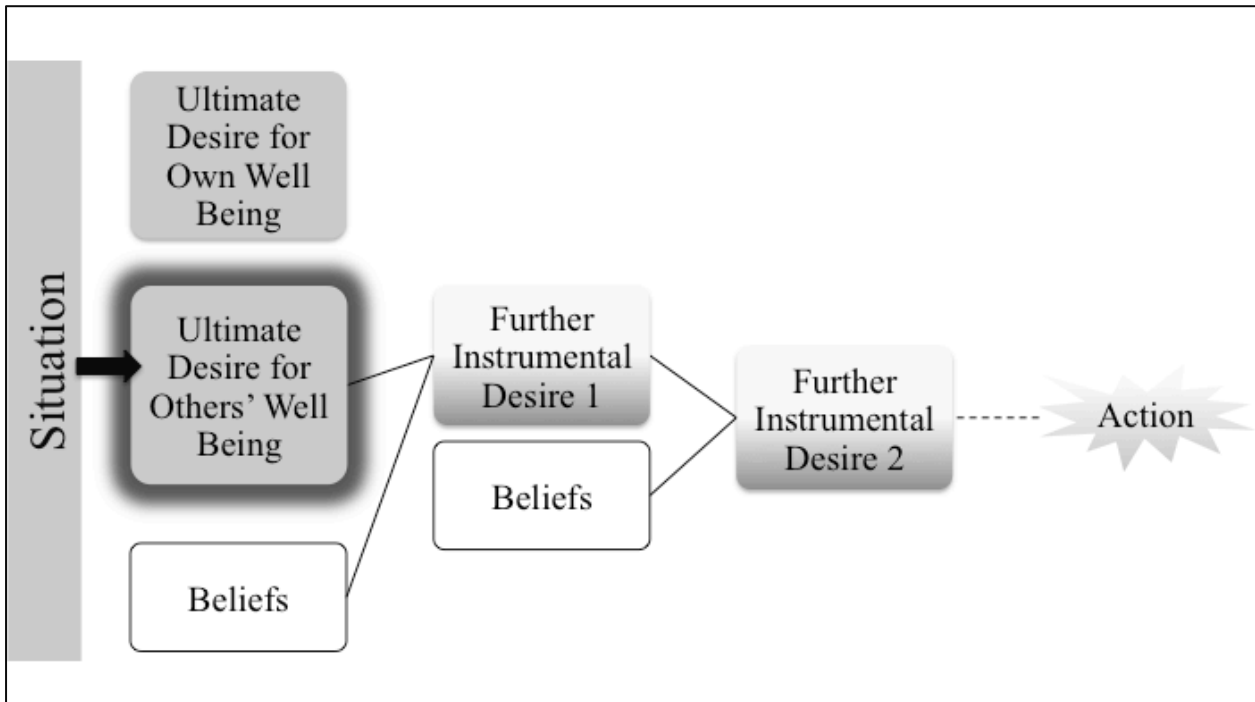 Situation
Ultimate
Desire for
Own Well
Being
Ultimate
Desire for
Others’ Well
Being
Beliefs
Further
Instrumental
Desire 1
Beliefs
Further
Instrumental
Desire 2
Action